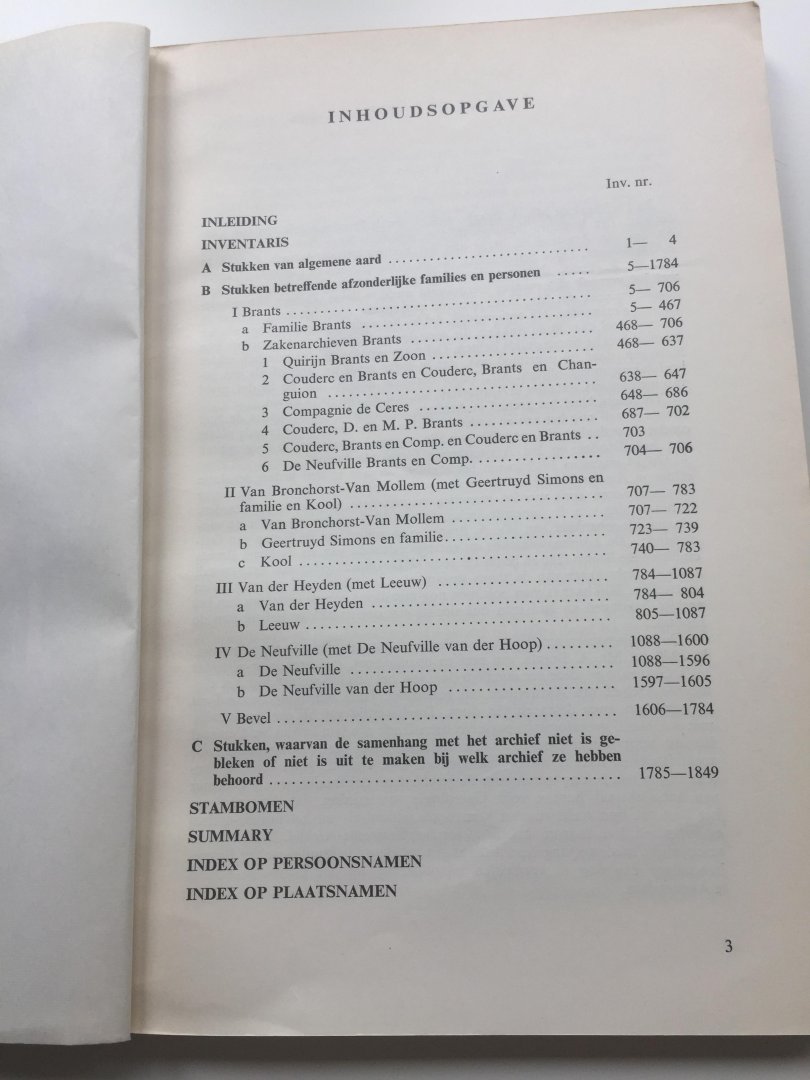 INHOUDSOPGAVE
Inv. nr.
INLEIDING
INVENTARIS
A Stukken van algemene aard .............................. 1— 4
B Stukken betreffende afzonderlijke families en personen ..... 5—1784
I Brants ............................................. 5— 706
a Familie Brants .................................. 5— 467
b Zakenarchieven Brants ........................... 468— 706
1 Quirijn Brants en Zoon ........................ 468— 637
2 Couderc en Brants en Couderc, Brants en Chan-
guion ....................................... 638— 647
3 Compagnie de Ceres .......................... 648— 686
4 Couderc, D. en M. P. Brants ................... 687— 702
5 Couderc, Brants en Comp. en Couderc en Brants .. 703
6 De Neufville Brants en Comp. .................. 704— 706
II Van Bronchorst-Van Mollem (met Geertruyd Simons en
familie en Kool) ..................................... 707— 783
a Van Bronchorst-Van Mollem ....................... 707— 722
b Geertruyd Simons en familie ....................... 723— 739
c Kool ............................................ 740— 783
III Van der Heyden (met Leeuw) ......................... 784—1087
a Van der Heyden .................................. 784— 804
b Leeuw .......................................... 805—1087
IV De Neufville (met De Neufville van der Hoop) ......... 1088—1600
a De Neufville ..................................... 1088—1596
b De Neufville van der Hoop ........................ 1597—1605
V Bevel .............................................. 1606—1784
C Stukken, waarvan de samenhang met het archief niet is ge-
bleken of niet is uit te maken bij welk archief ze hebben
behoord ............................................... 1785—1849
STAMBOMEN
SUMMARY
INDEX OP PERSOONSNAMEN
INDEX OP PLAATSNAMEN
3